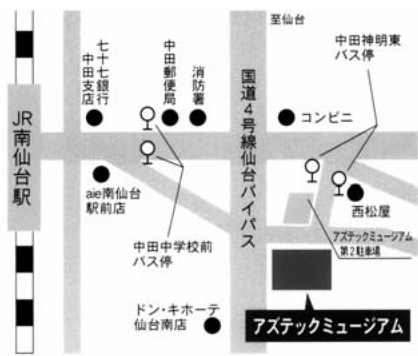 至仙台
中田神明東
バス停
七十七銀行
中田支店
中田郵便局
消防署
国道4号線仙台バイパス
コンビニ
JR南仙台駅
aie南仙台
駅前店
西松屋
アズテックミュージアム
第2駐車場
中田中学校前
バス停
ドン・キホーテ
仙台南店
アズテックミュージアム